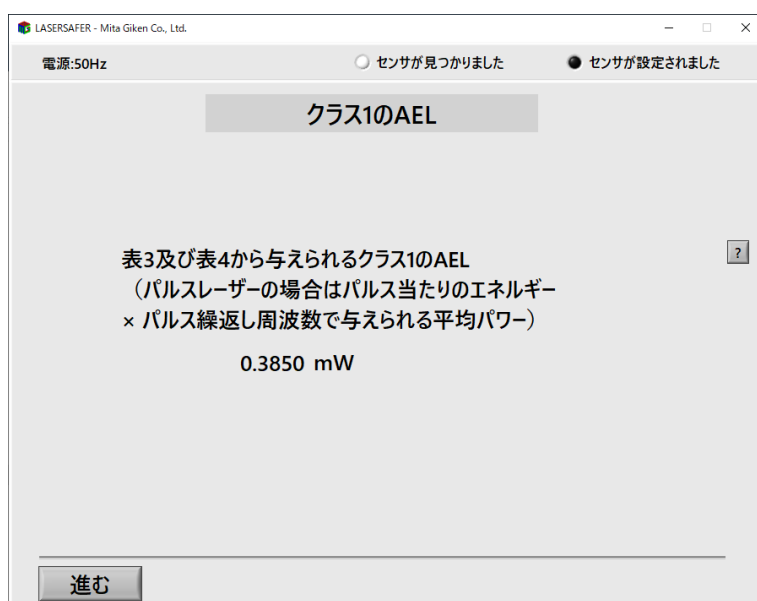 LASERSAFER - Mita Giken Co., Ltd.
電源:50Hz
センサが見つかりました
センサが設定されました
クラス1のAEL
?
表3及び表4から与えられるクラス1のAEL
（パルスレーザーの場合はパルス当たりのエネルギー
× パルス繰返し周波数で与えられる平均パワー）
0.3850 mW
進む